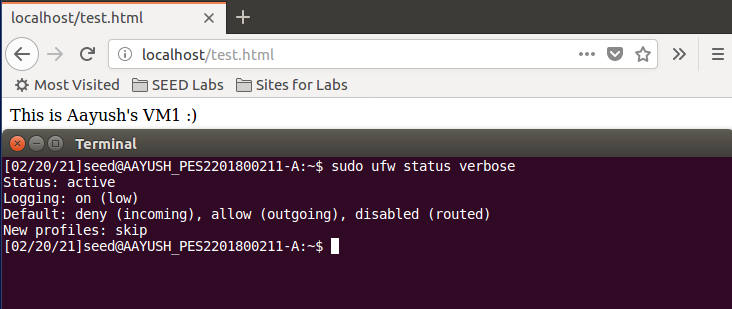 localhost/test.html
localhost/test.html
Most Visited SEED Labs Sites for Labs
This is Aayush's VM1 :)
Terminal
[02/20/21]seed@AAYUSH_PES2201800211-A:~$ sudo ufw status verbose
Status: active
Logging: on (low)
Default: deny (incoming), allow (outgoing), disabled (routed)
New profiles: skip
[02/20/21]seed@AAYUSH_PES2201800211-A:~$